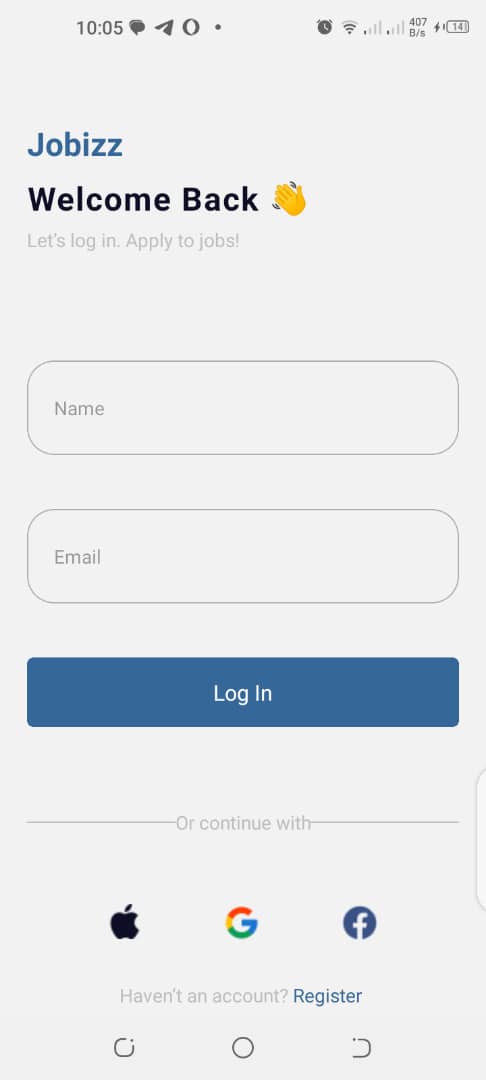 10:05
407
B/s
14
Jobizz
Welcome Back 👋
Let's log in. Apply to jobs!
Name
Email
Log In
Or continue with
Haven't an account? Register